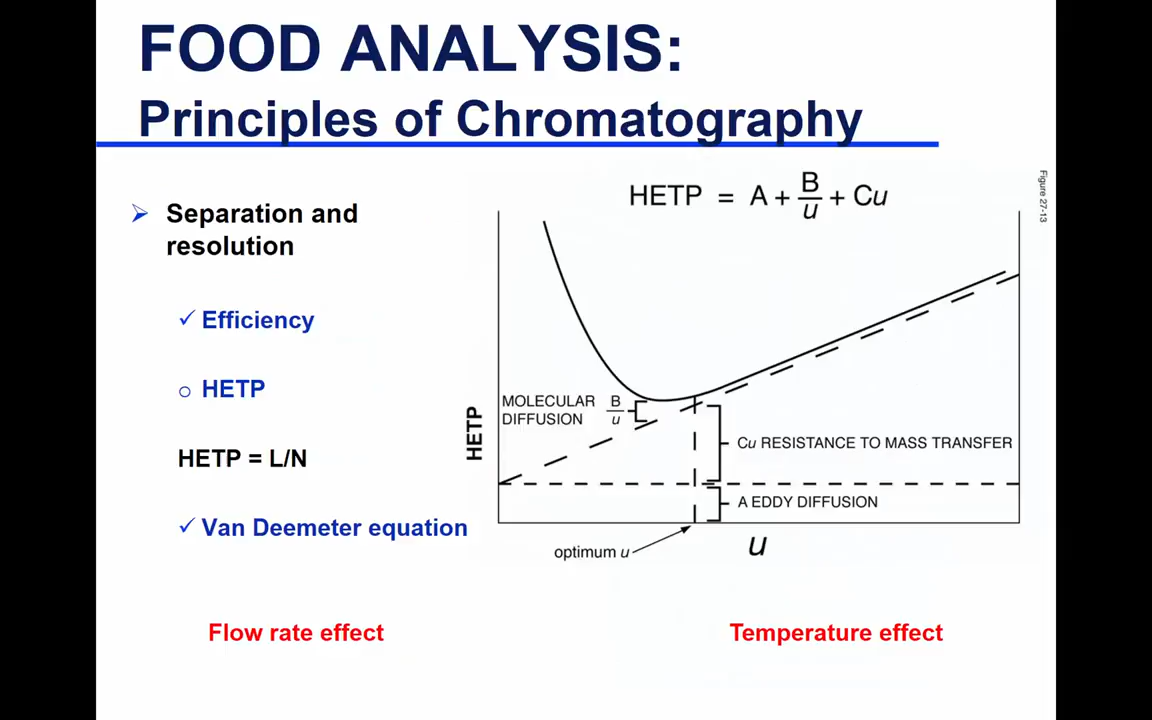 FOOD ANALYSIS:
Principles of Chromatography
➢ Separation and
resolution
✓ Efficiency
○ HETP
HETP = L/N
✓ Van Deemeter equation
Flow rate effect
HETP = A + B/u + Cu
Figure 27-13
HETP
MOLECULAR
DIFFUSION B/u
Cu RESISTANCE TO MASS TRANSFER
A EDDY DIFFUSION
optimum u
u
Temperature effect